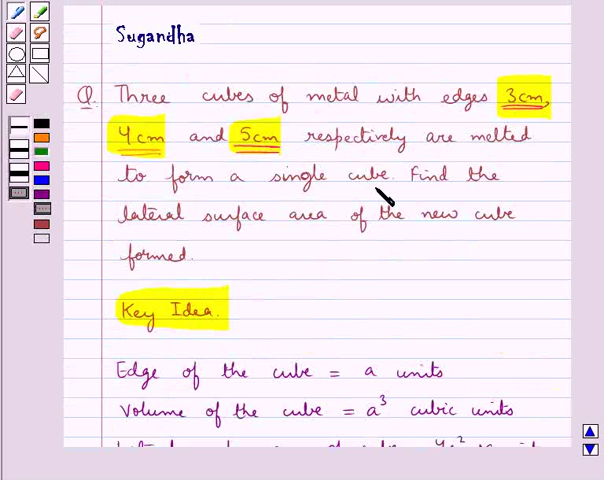 Sugandha
Q. Three cubes of metal with edges 3cm,
4cm and 5cm respectively are melted
to form a single cube. Find the
lateral surface area of the new cube
formed.
Key Idea.
Edge of the cube = a units
Volume of the cube = a³ cubic units